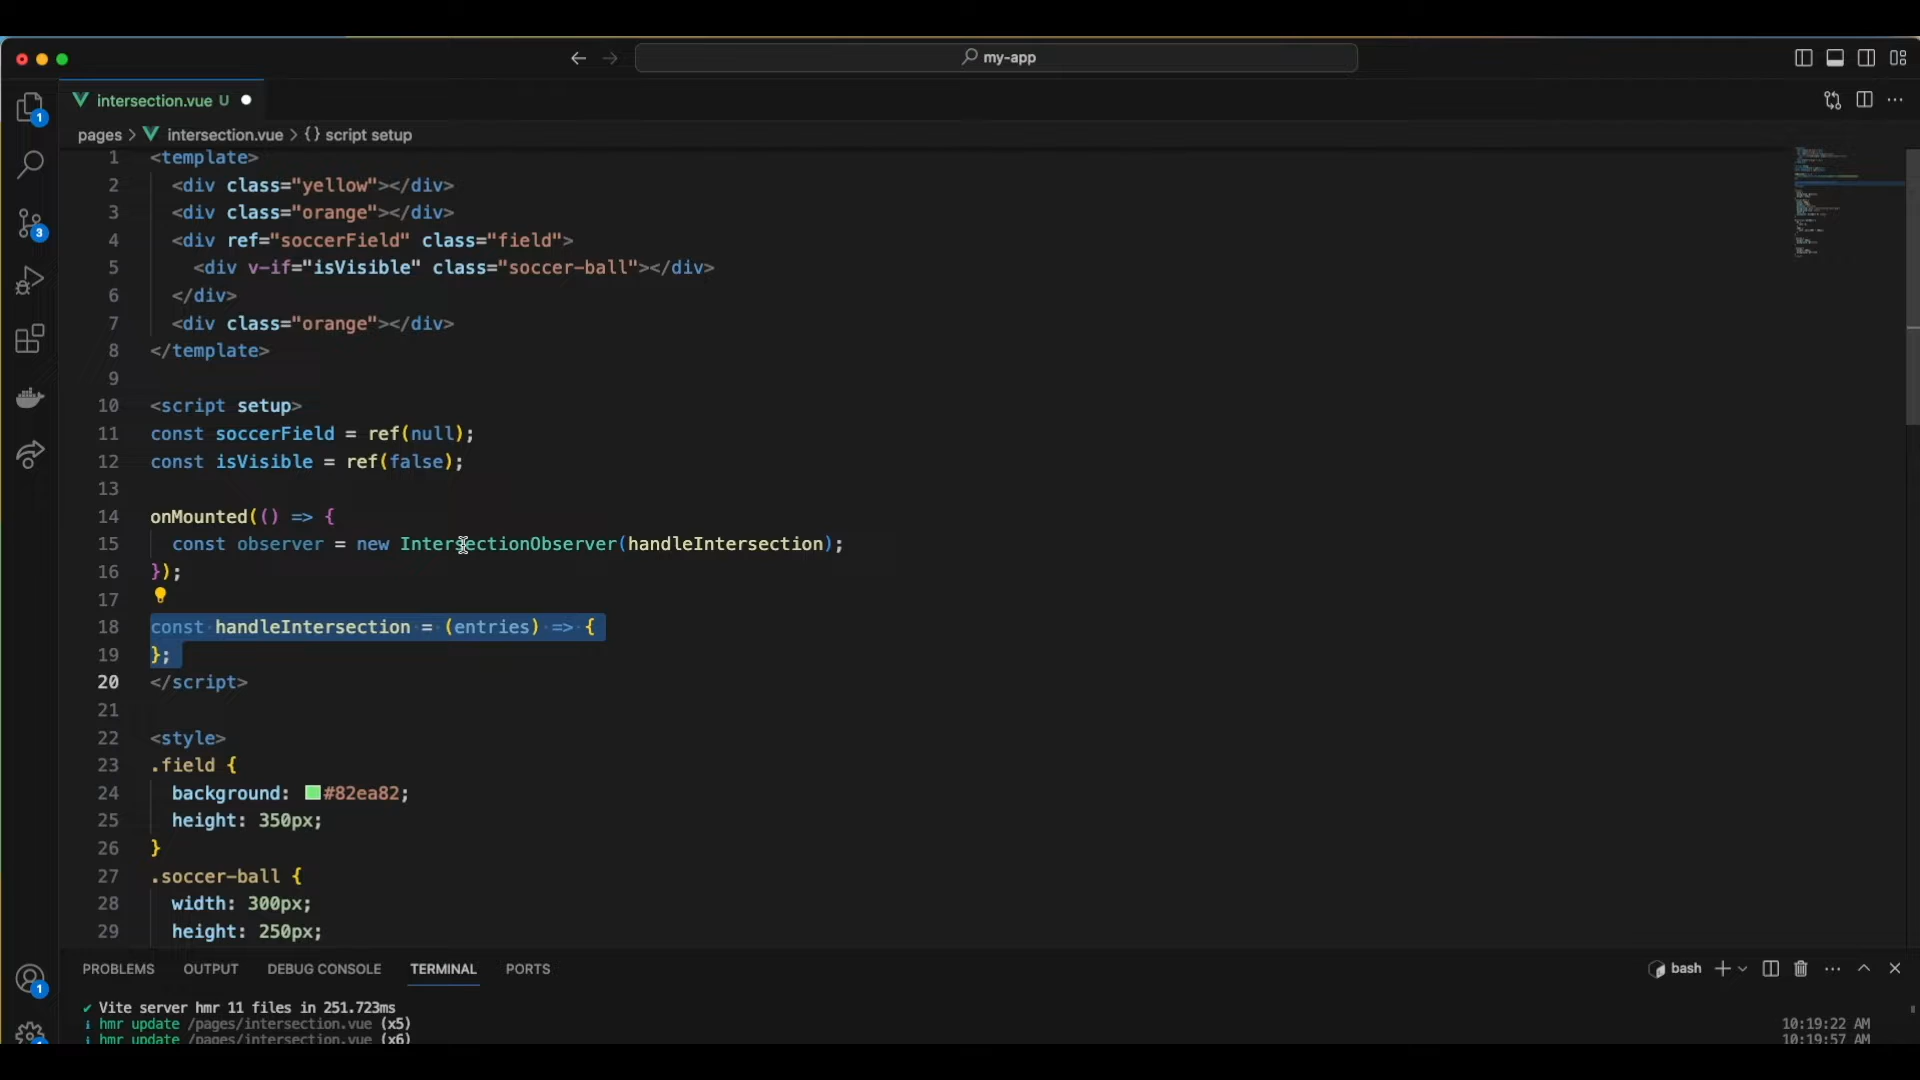 my-app
intersection.vue U
pages > intersection.vue > {} script setup
1 <template>
2 <div class="yellow"></div>
3 <div class="orange"></div>
4 <div ref="soccerField" class="field">
5 <div v-if="isVisible" class="soccer-ball"></div>
6 </div>
7 <div class="orange"></div>
8 </template>
9
10 <script setup>
11 const soccerField = ref(null);
12 const isVisible = ref(false);
13
14 onMounted(() => {
15 const observer = new IntersectionObserver(handleIntersection);
16 });
17
18 const handleIntersection = (entries) => {
19 };
20 </script>
21
22 <style>
23 .field {
24 background: #82ea82;
25 height: 350px;
26 }
27 .soccer-ball {
28 width: 300px;
29 height: 250px;
1
3
1
PROBLEMS OUTPUT DEBUG CONSOLE TERMINAL PORTS bash
✔ Vite server hmr 11 files in 251.723ms
ℹ hmr update /pages/intersection.vue (x5) 10:19:22 AM
ℹ hmr update /pages/intersection.vue (x6) 10:19:57 AM